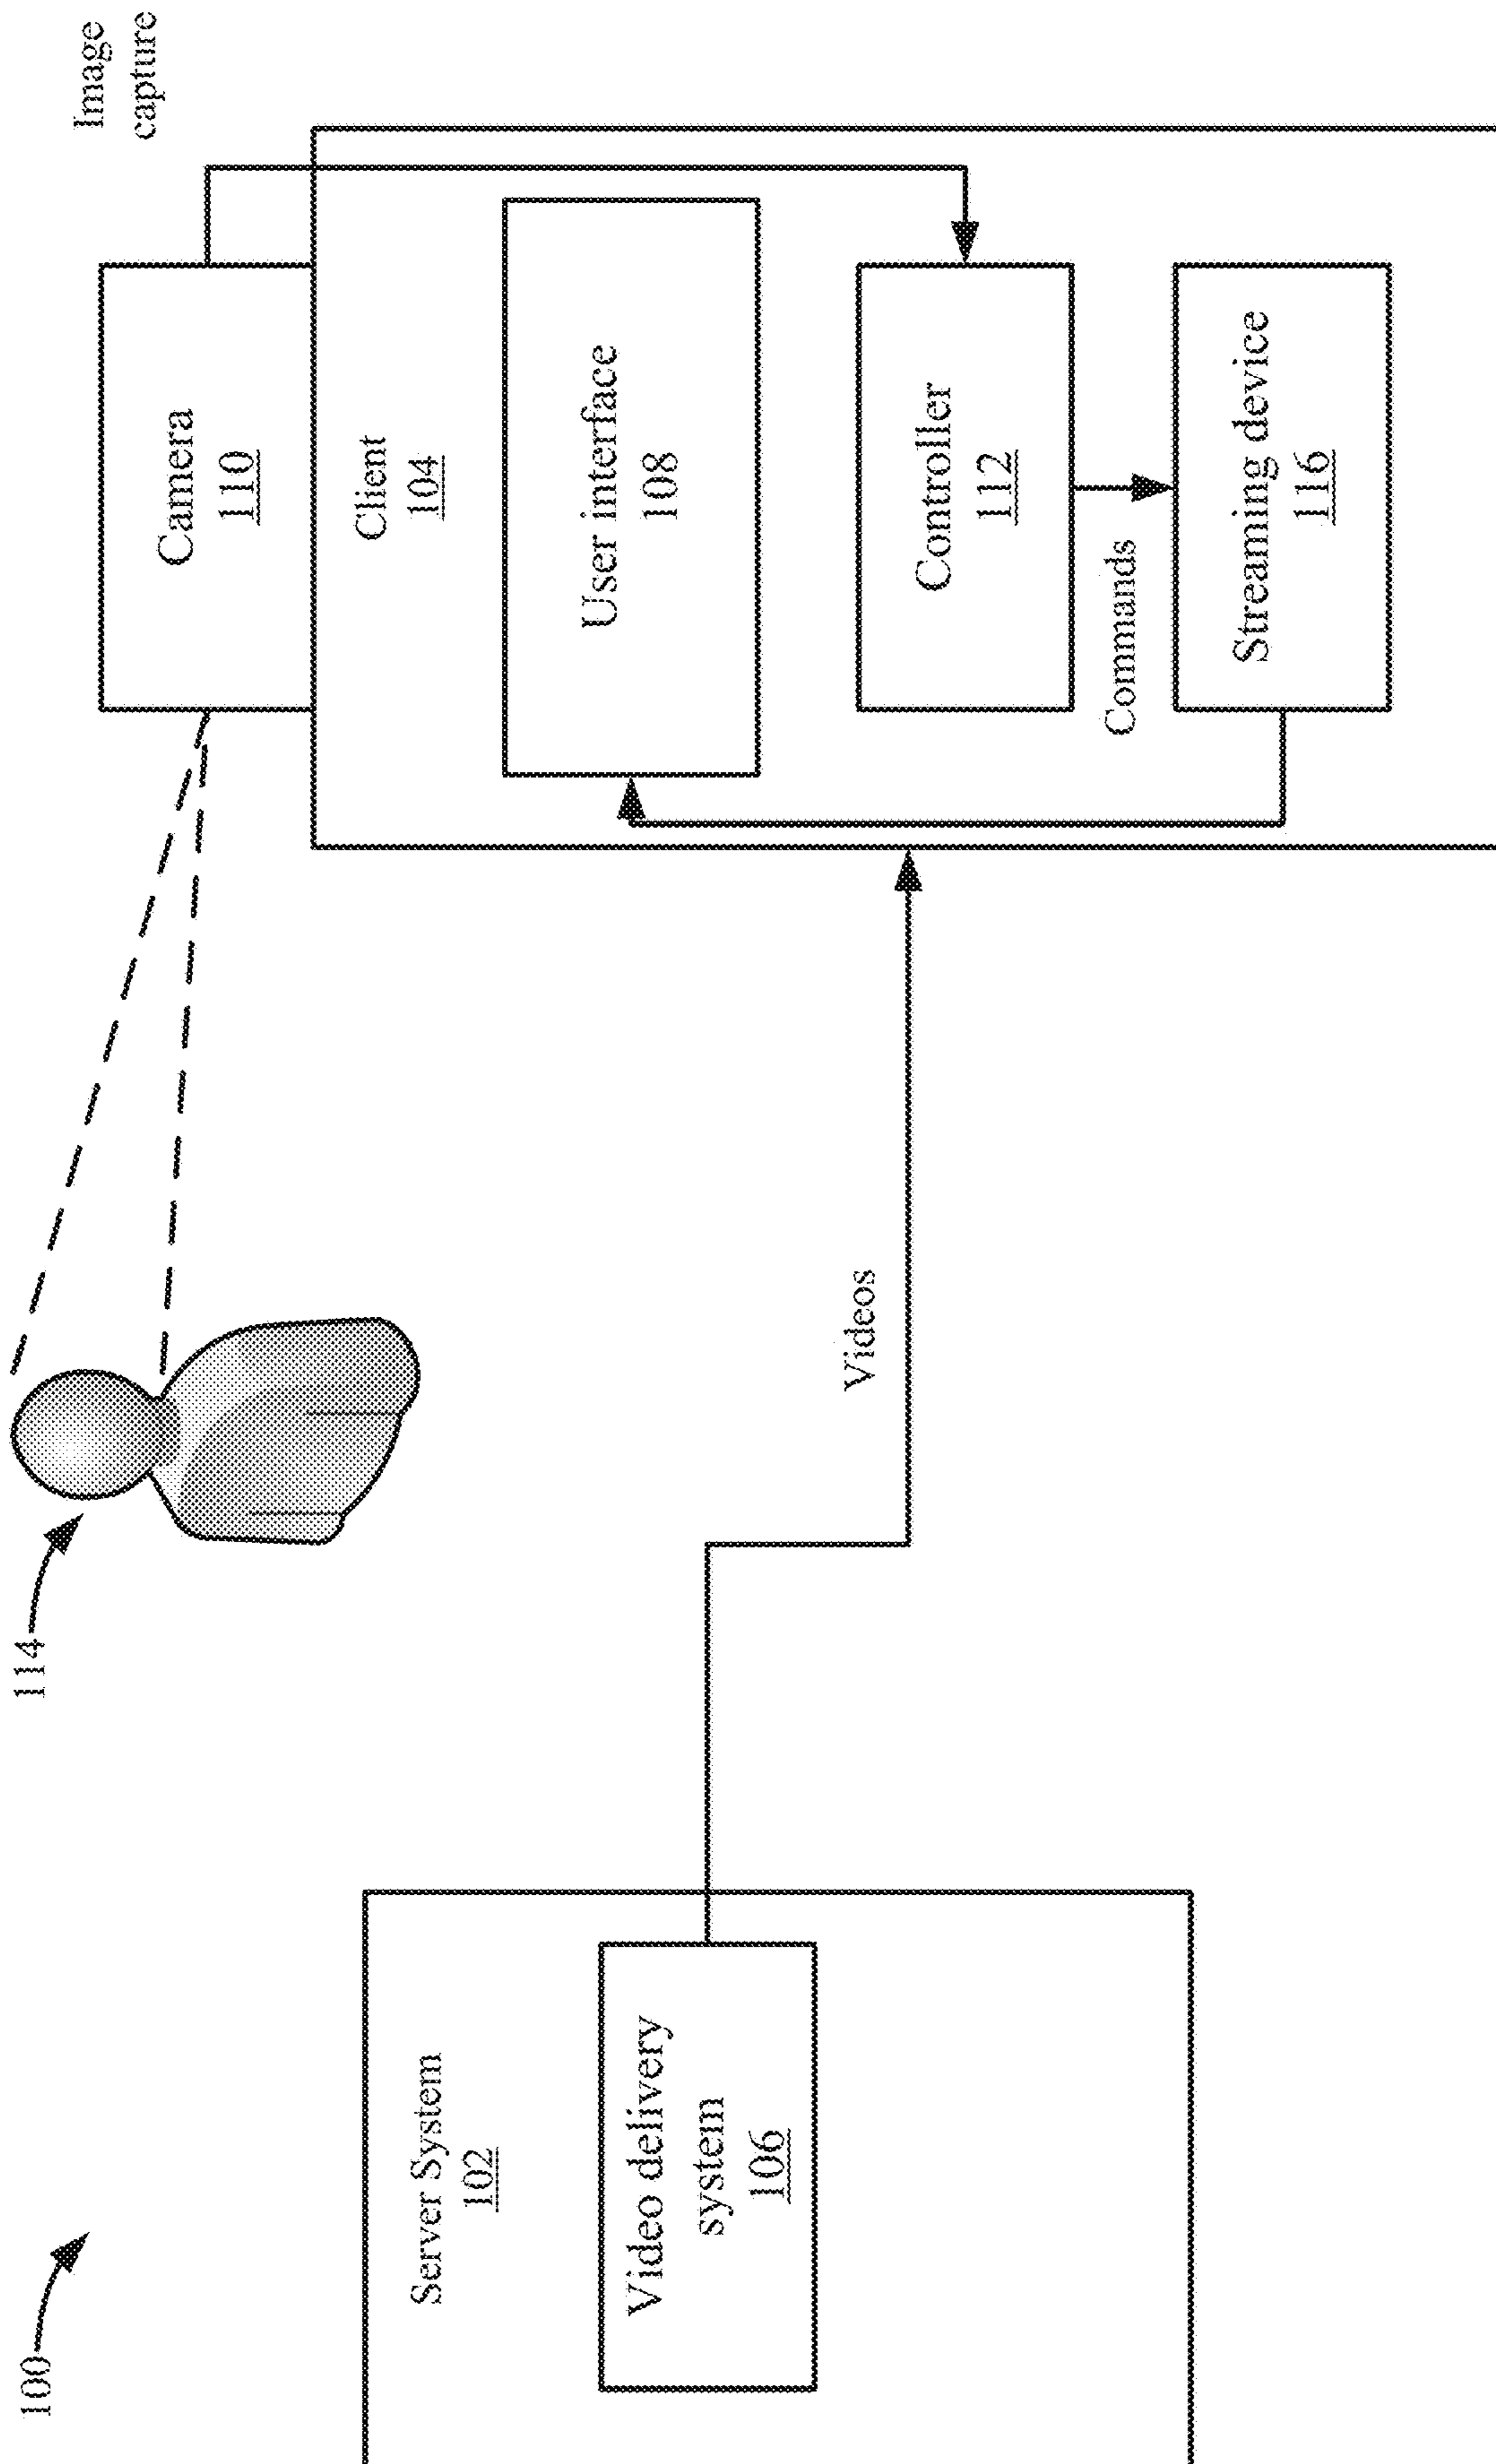 100
114
Image
capture
Server System
102
Video delivery
system
106
Videos
Camera
110
Client
104
User interface
108
Controller
112
Commands
Streaming device
116